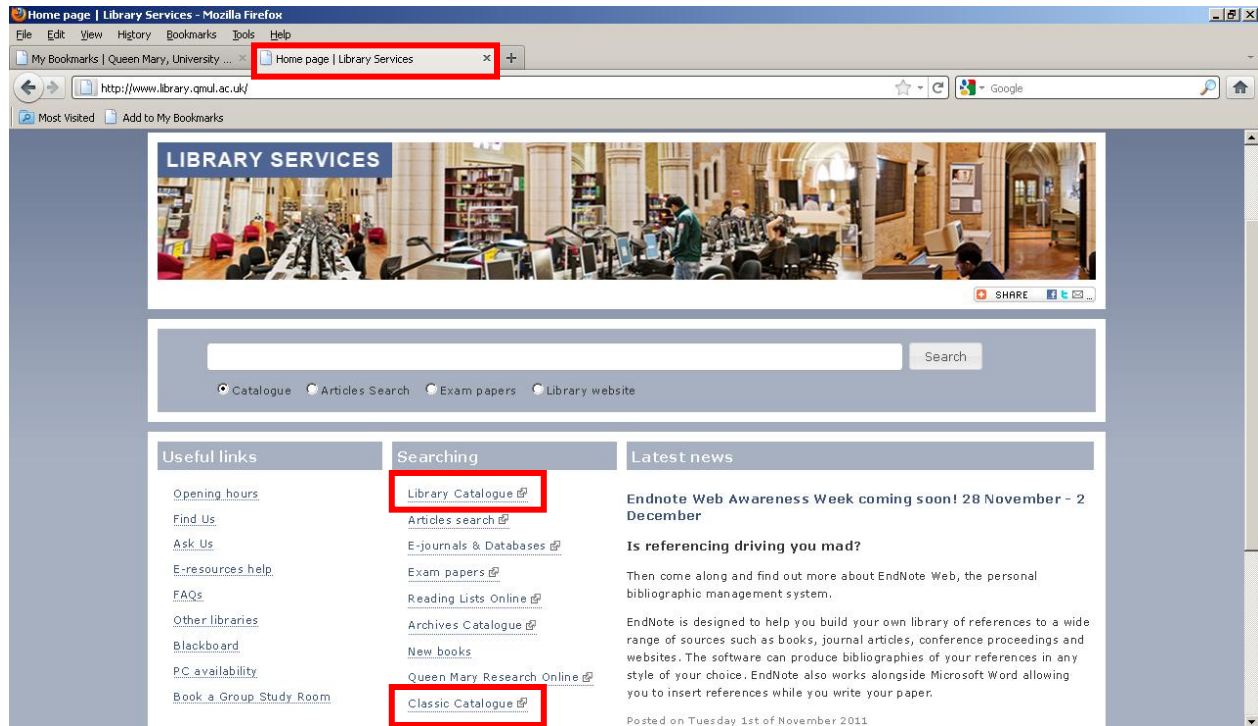 Home page | Library Services - Mozilla Firefox
File Edit View History Bookmarks Tools Help
My Bookmarks | Queen Mary, University ... × Home page | Library Services × +
http://www.library.qmul.ac.uk/ Google
Most Visited Add to My Bookmarks
LIBRARY SERVICES
SHARE ...
Search
Catalogue Articles Search Exam papers Library website
Useful links
Opening hours
Find Us
Ask Us
E-resources help
FAQs
Other libraries
Blackboard
PC availability
Book a Group Study Room
Searching
Library Catalogue
Articles search
E-journals & Databases
Exam papers
Reading Lists Online
Archives Catalogue
New books
Queen Mary Research Online
Classic Catalogue
Latest news
Endnote Web Awareness Week coming soon! 28 November - 2
December
Is referencing driving you mad?
Then come along and find out more about EndNote Web, the personal
bibliographic management system.
EndNote is designed to help you build your own library of references to a wide
range of sources such as books, journal articles, conference proceedings and
websites. The software can produce bibliographies of your references in any
style of your choice. EndNote also works alongside Microsoft Word allowing
you to insert references while you write your paper.
Posted on Tuesday 1st of November 2011